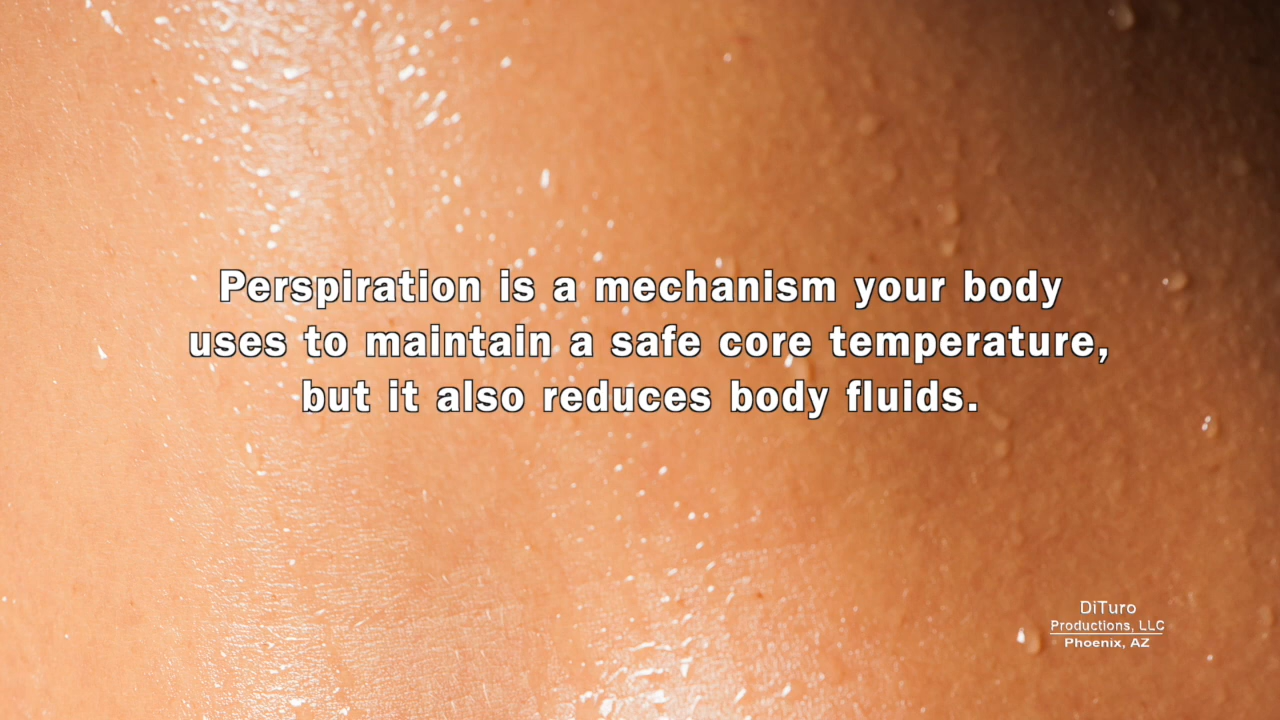 Perspiration is a mechanism your body
uses to maintain a safe core temperature,
but it also reduces body fluids.
DiTuro
Productions, LLC
Phoenix, AZ